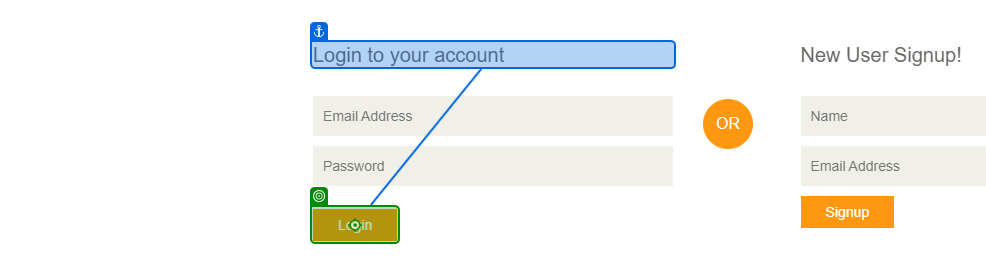 Login to your account
Email Address
Password
Login
OR
New User Signup!
Name
Email Address
Signup